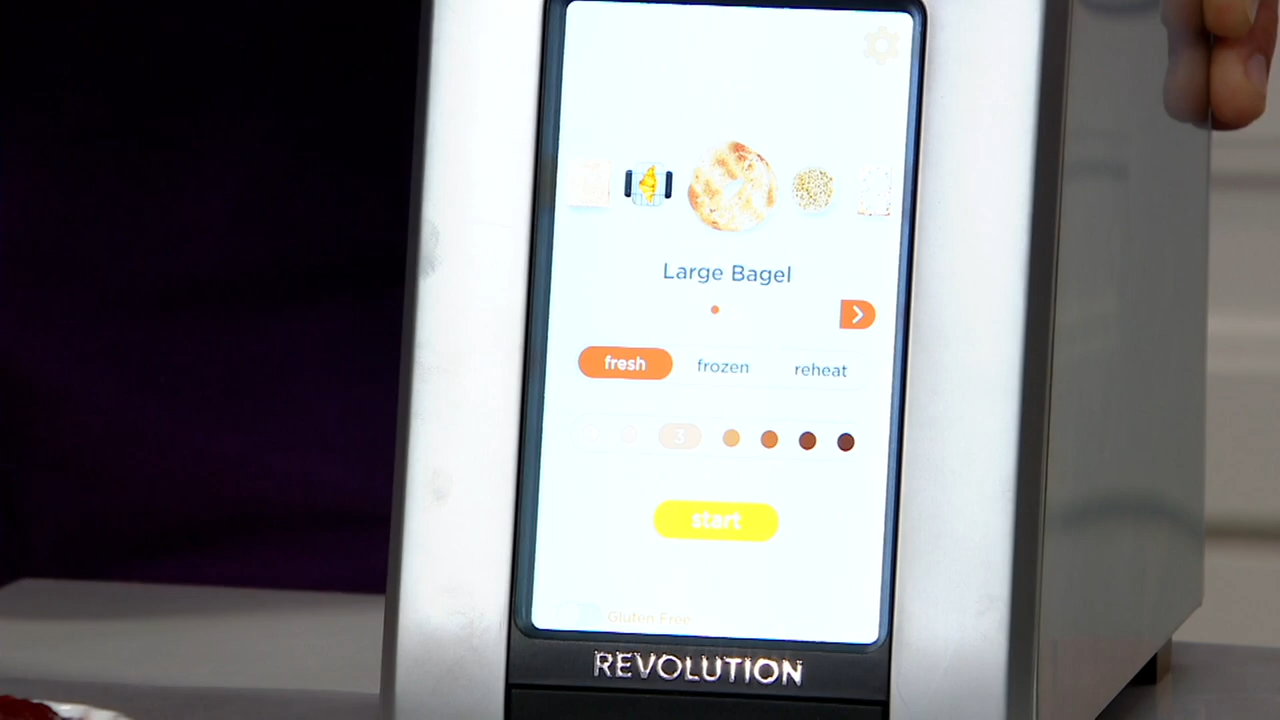 Large Bagel
fresh frozen reheat
3
start
Gluten Free
REVOLUTION